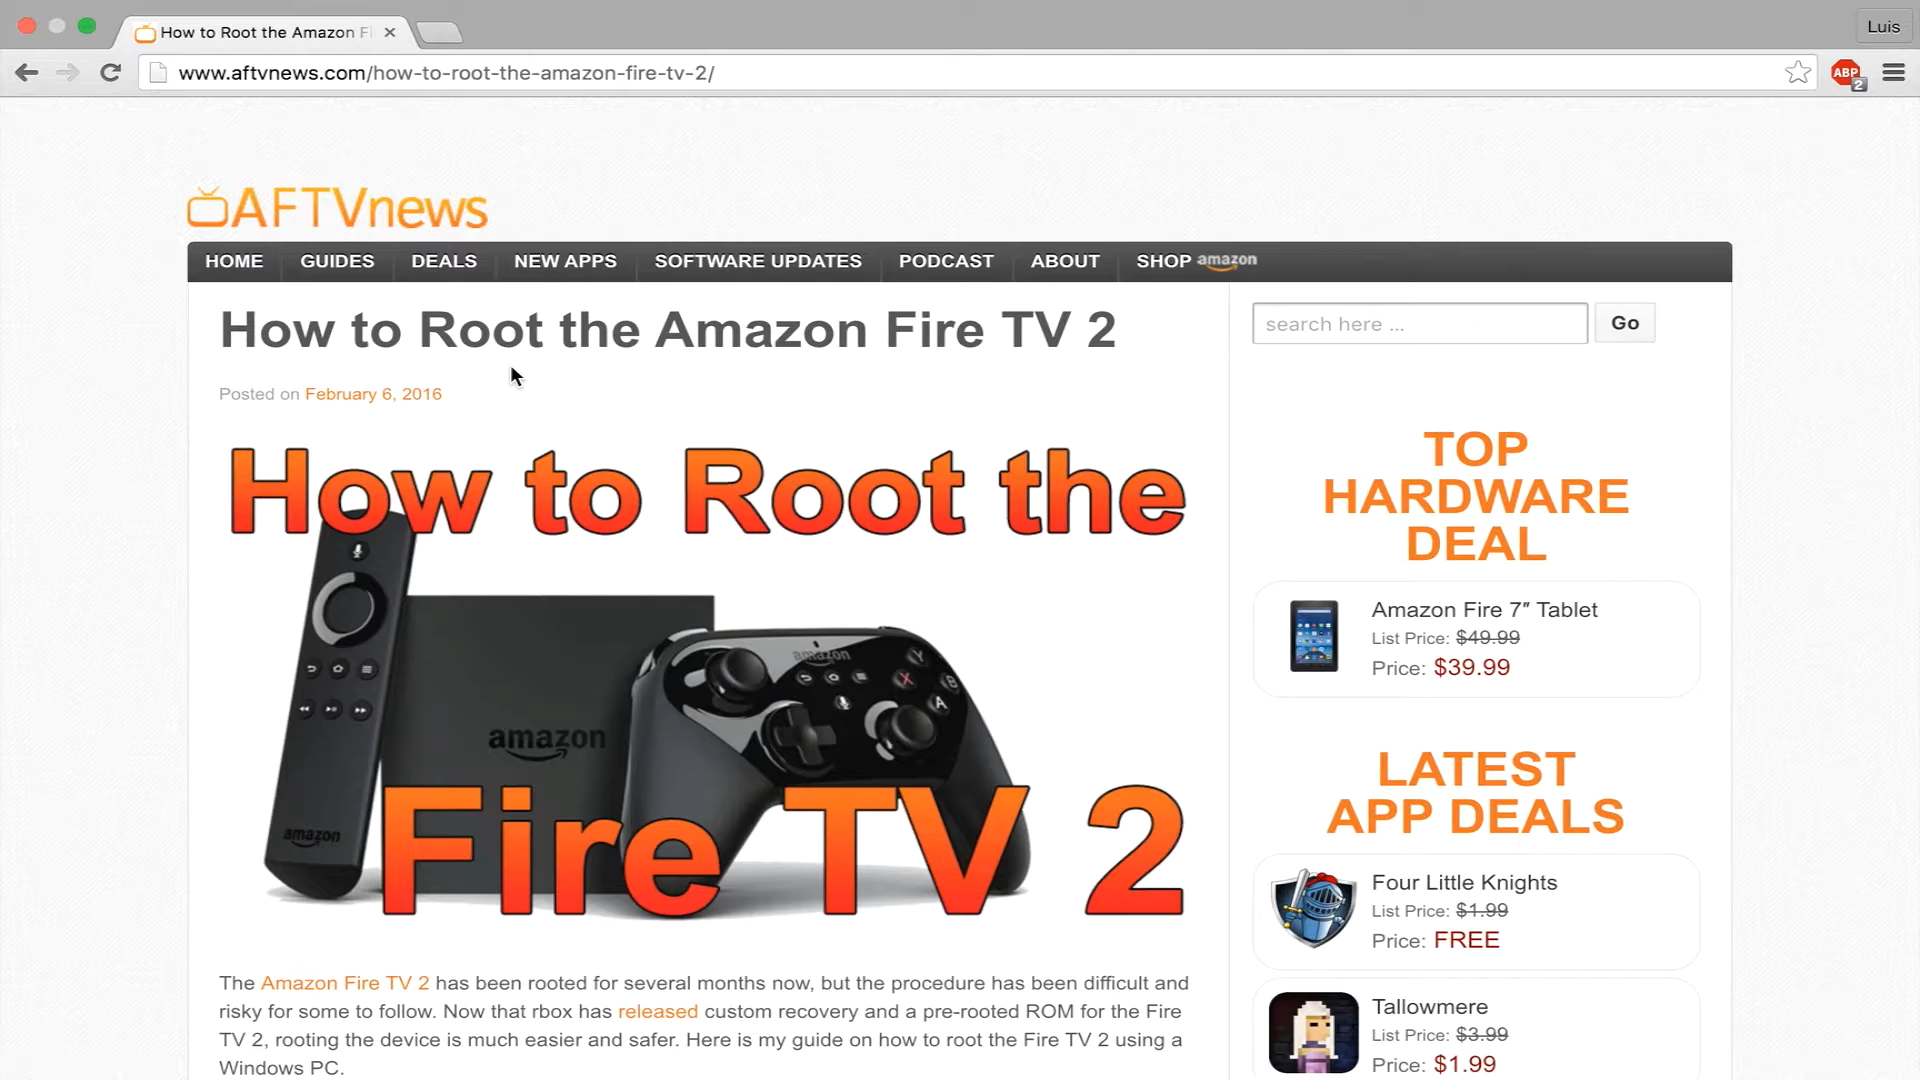 How to Root the Amazon Fi
Luis
www.aftvnews.com/how-to-root-the-amazon-fire-tv-2/
ABP
2
AFTVnews
HOME GUIDES DEALS NEW APPS SOFTWARE UPDATES PODCAST ABOUT SHOP amazon
How to Root the Amazon Fire TV 2
Posted on February 6, 2016
How to Root the
amazon
Y
X
B
A
amazon
amazon
Fire TV 2
The Amazon Fire TV 2 has been rooted for several months now, but the procedure has been difficult and
risky for some to follow. Now that rbox has released custom recovery and a pre-rooted ROM for the Fire
TV 2, rooting the device is much easier and safer. Here is my guide on how to root the Fire TV 2 using a
Windows PC.
search here ...
Go
TOP
HARDWARE
DEAL
Amazon Fire 7″ Tablet
List Price: $49.99
Price: $39.99
LATEST
APP DEALS
Four Little Knights
List Price: $1.99
Price: FREE
Tallowmere
List Price: $3.99
Price: $1.99